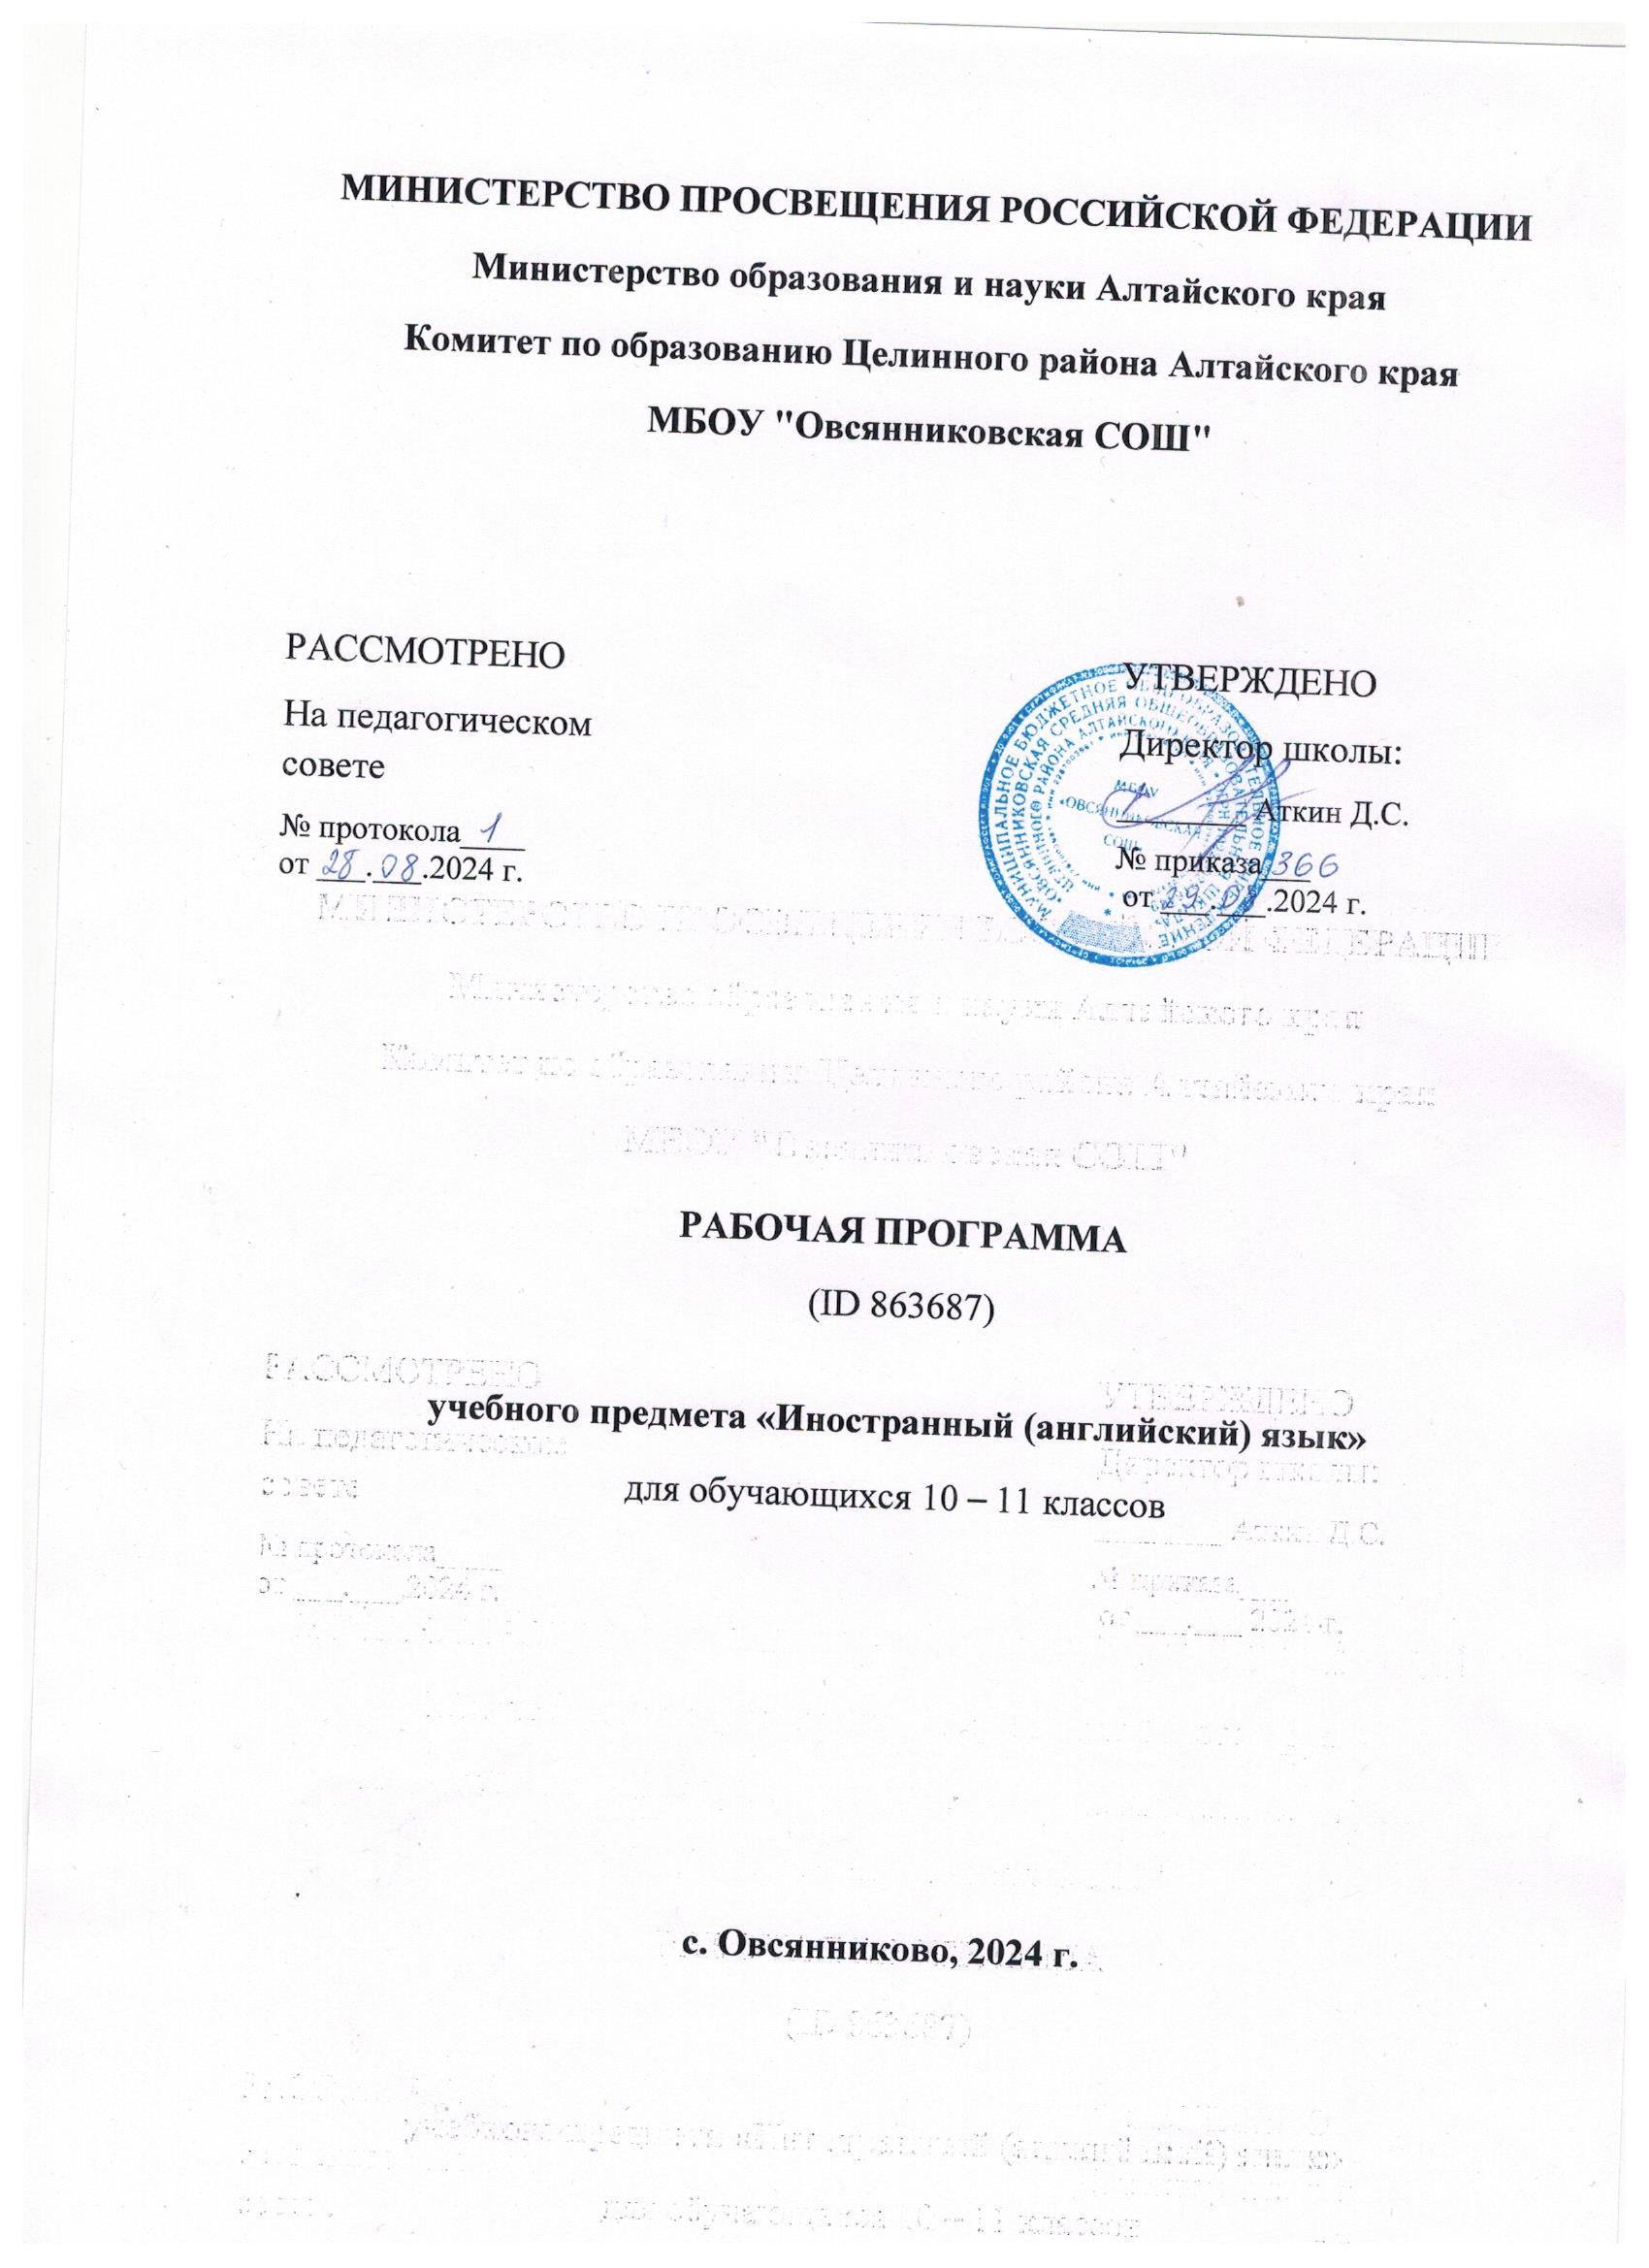 МИНИСТЕРСТВО ПРОСВЕЩЕНИЯ РОССИЙСКОЙ ФЕДЕРАЦИИ
Министерство образования и науки Алтайского края
Комитет по образованию Целинного района Алтайского края
МБОУ "Овсянниковская СОШ"
РАССМОТРЕНО
На педагогическом
совете
№ протокола 1
от 28.08.2024 г.
УТВЕРЖДЕНО
Директор школы:
Аткин Д.С.
№ приказа 366
от 29.08.2024 г.
МБОУ
«ОВСЯННИКОВСКАЯ
СОШ»
РАБОЧАЯ ПРОГРАММА
(ID 863687)
учебного предмета «Иностранный (английский) язык»
для обучающихся 10 – 11 классов
с. Овсянниково, 2024 г.